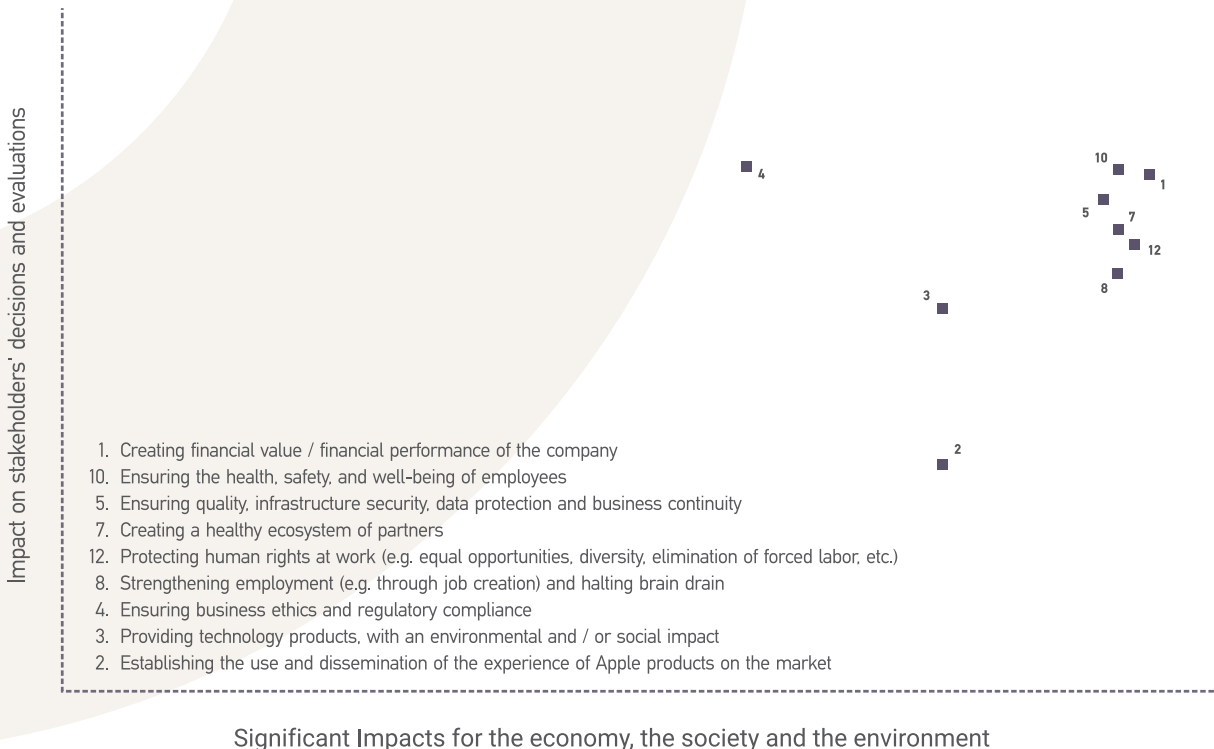 Impact on stakeholders' decisions and evaluations
10
4
1
5
7
12
8
3
2
1. Creating financial value / financial performance of the company
10. Ensuring the health, safety, and well-being of employees
5. Ensuring quality, infrastructure security, data protection and business continuity
7. Creating a healthy ecosystem of partners
12. Protecting human rights at work (e.g. equal opportunities, diversity, elimination of forced labor, etc.)
8. Strengthening employment (e.g. through job creation) and halting brain drain
4. Ensuring business ethics and regulatory compliance
3. Providing technology products, with an environmental and / or social impact
2. Establishing the use and dissemination of the experience of Apple products on the market
Significant Impacts for the economy, the society and the environment